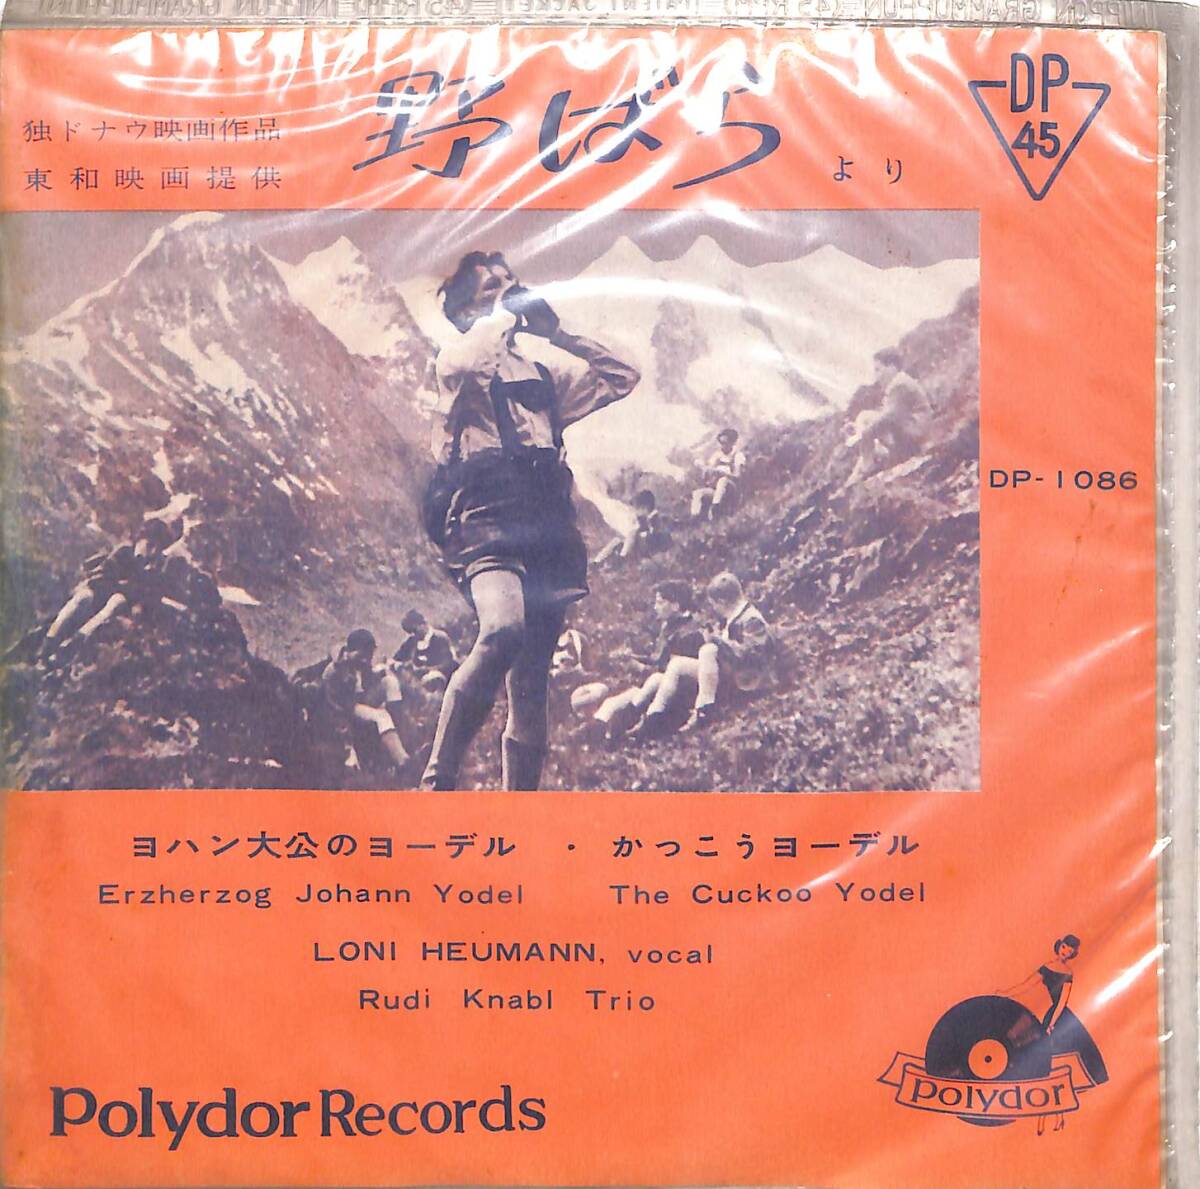 NIPPON GRAMMOPHON
独ドナウ映画作品
東和映画提供
野ばら より
DP
45
DP-1086
ヨハン大公のヨーデル ・ かっこうヨーデル
Erzherzog Johann Yodel The Cuckoo Yodel
LONI HEUMANN, vocal
Rudi Knabl Trio
Polydor Records
Polydor